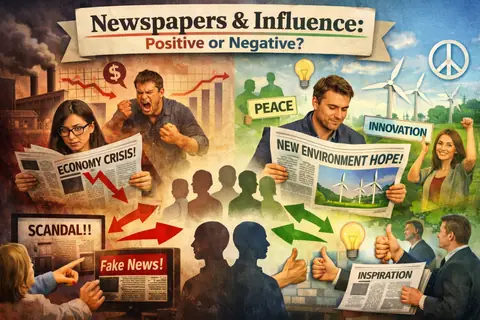 Newspapers & Influence:
Positive or Negative?
$
PEACE
INNOVATION
ECONOMY CRISIS!
NEW ENVIRONMENT HOPE!
SCANDAL!!
Fake News!
INSPIRATION